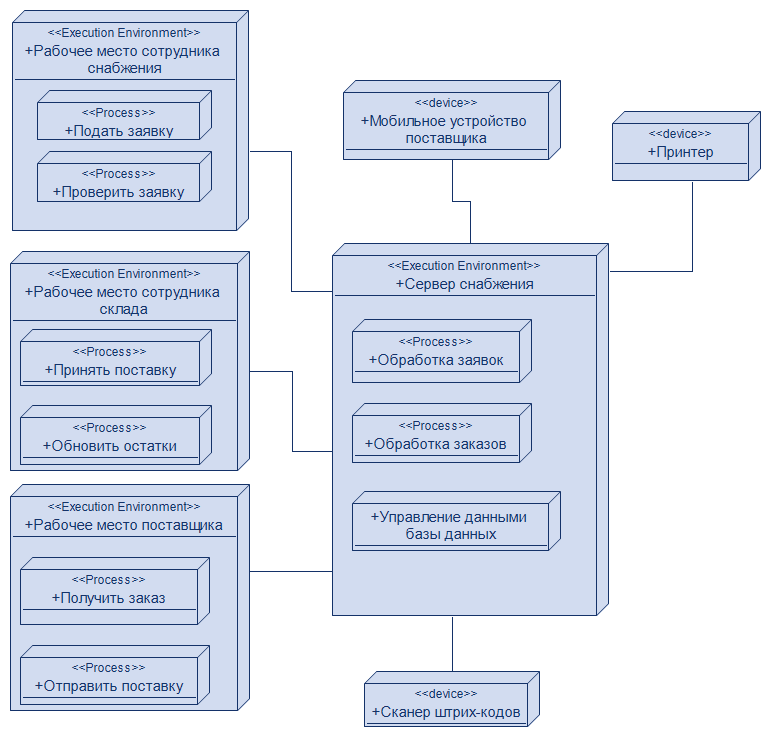 <<Execution Environment>>
+Рабочее место сотрудника
снабжения
<<Process>>
+Подать заявку
<<Process>>
+Проверить заявку
<<Execution Environment>>
+Рабочее место сотрудника
склада
<<Process>>
+Принять поставку
<<Process>>
+Обновить остатки
<<Execution Environment>>
+Рабочее место поставщика
<<Process>>
+Получить заказ
<<Process>>
+Отправить поставку
<<device>>
+Мобильное устройство
поставщика
<<device>>
+Принтер
<<Execution Environment>>
+Сервер снабжения
<<Process>>
+Обработка заявок
<<Process>>
+Обработка заказов
+Управление данными
базы данных
<<device>>
+Сканер штрих-кодов